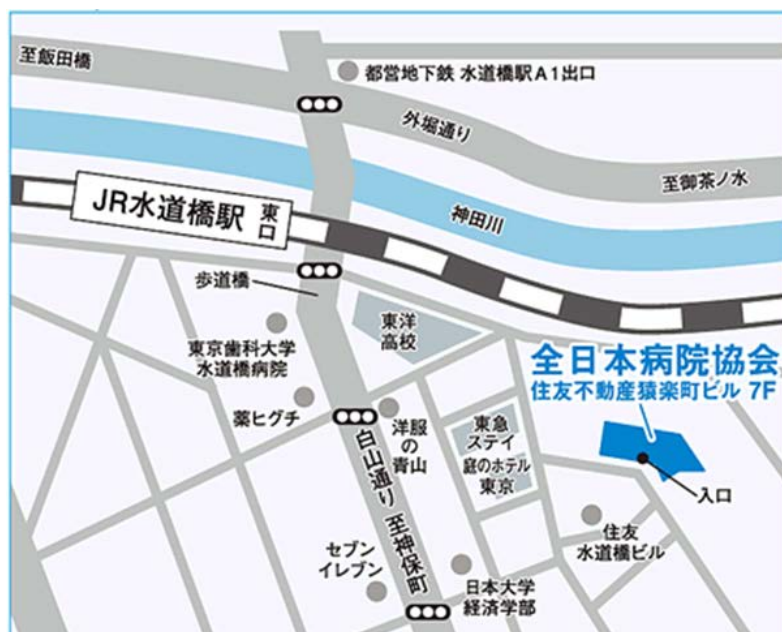 至飯田橋
都営地下鉄 水道橋駅A1出口
外堀通り
至御茶ノ水
JR水道橋駅 東口
神田川
歩道橋
東洋
高校
東京歯科大学
水道橋病院
全日本病院協会
住友不動産猿楽町ビル 7F
薬ヒグチ
洋服の青山
東急
ステイ
庭のホテル
東京
白山通り 至神保町
入口
住友
水道橋ビル
セブン
イレブン
日本大学
経済学部